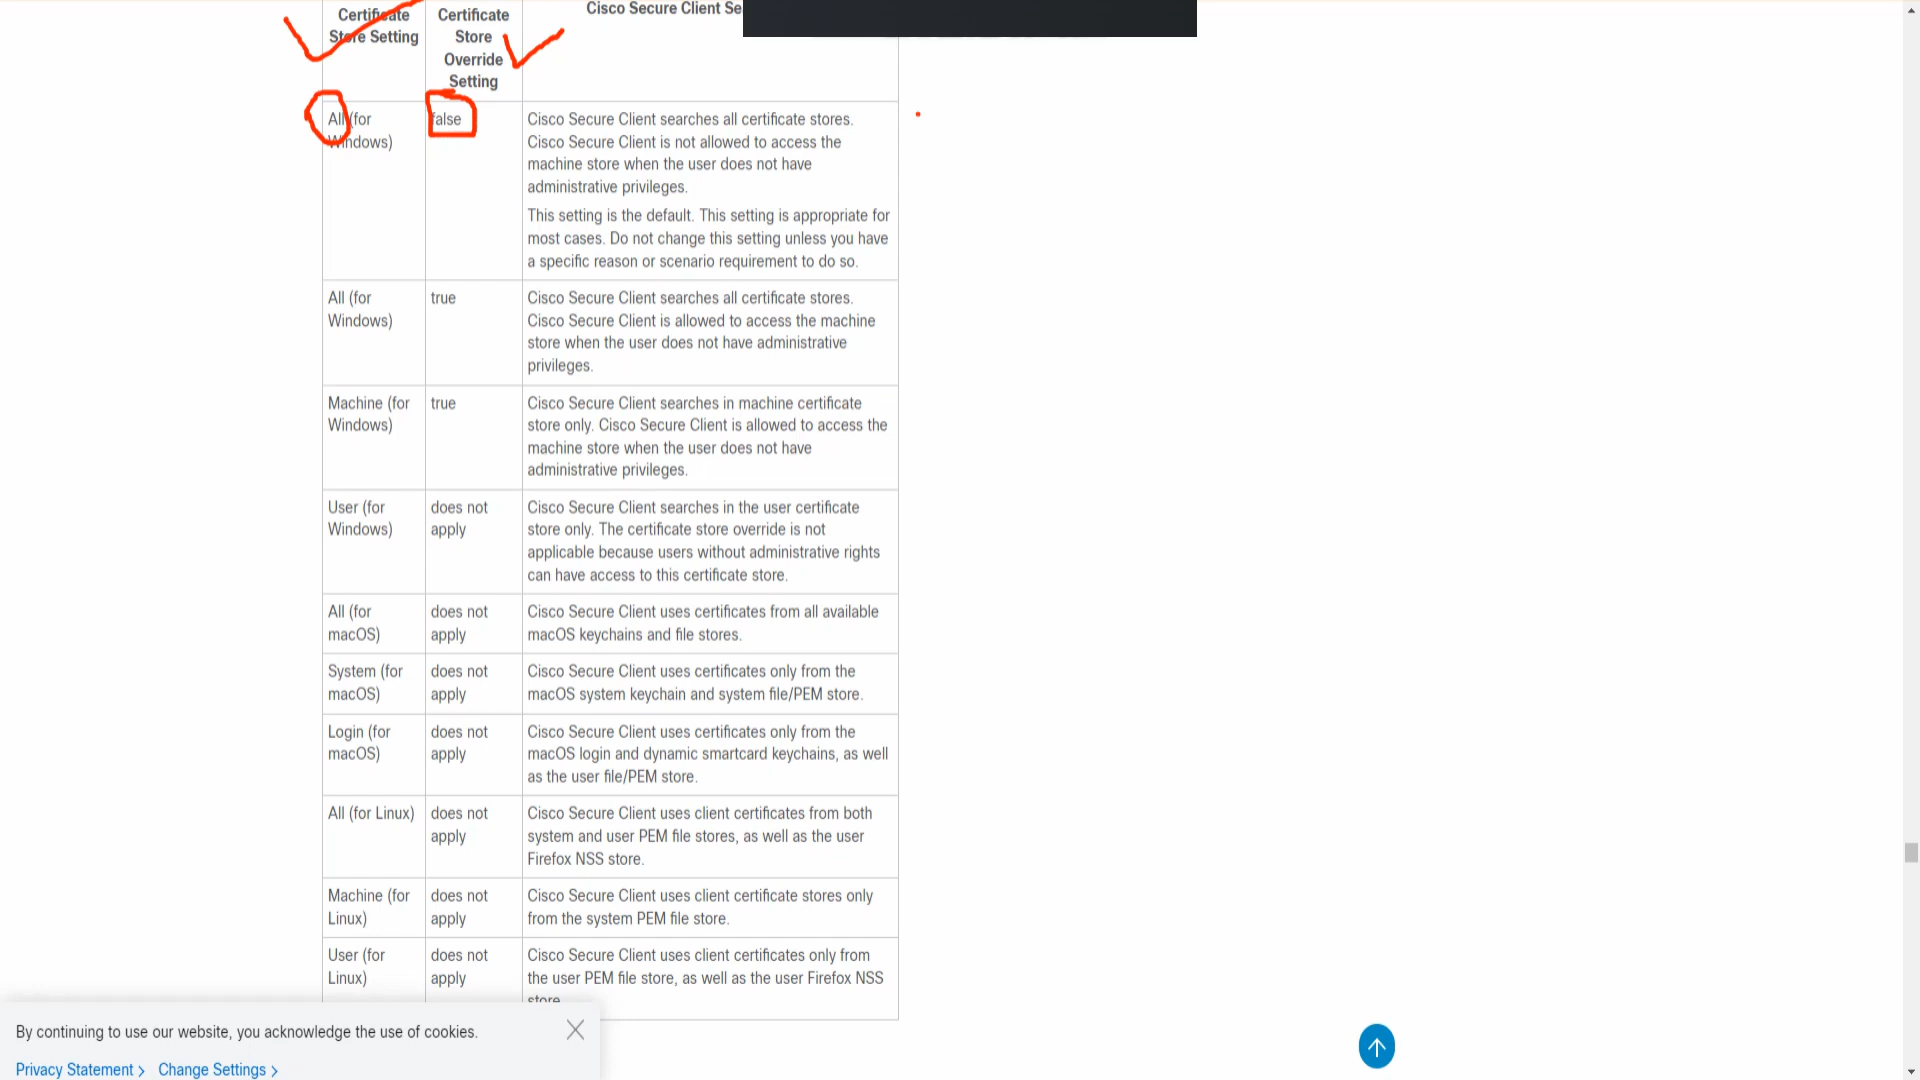 Certificate
Store Setting
Certificate
Store
Override
Setting
Cisco Secure Client Se
All (for
Windows)
false
Cisco Secure Client searches all certificate stores.
Cisco Secure Client is not allowed to access the
machine store when the user does not have
administrative privileges.
This setting is the default. This setting is appropriate for
most cases. Do not change this setting unless you have
a specific reason or scenario requirement to do so.
All (for
Windows)
true
Cisco Secure Client searches all certificate stores.
Cisco Secure Client is allowed to access the machine
store when the user does not have administrative
privileges.
Machine (for
Windows)
true
Cisco Secure Client searches in machine certificate
store only. Cisco Secure Client is allowed to access the
machine store when the user does not have
administrative privileges.
User (for
Windows)
does not
apply
Cisco Secure Client searches in the user certificate
store only. The certificate store override is not
applicable because users without administrative rights
can have access to this certificate store.
All (for
macOS)
does not
apply
Cisco Secure Client uses certificates from all available
macOS keychains and file stores.
System (for
macOS)
does not
apply
Cisco Secure Client uses certificates only from the
macOS system keychain and system file/PEM store.
Login (for
macOS)
does not
apply
Cisco Secure Client uses certificates only from the
macOS login and dynamic smartcard keychains, as well
as the user file/PEM store.
All (for Linux)
does not
apply
Cisco Secure Client uses client certificates from both
system and user PEM file stores, as well as the user
Firefox NSS store.
Machine (for
Linux)
does not
apply
Cisco Secure Client uses client certificate stores only
from the system PEM file store.
User (for
Linux)
does not
apply
Cisco Secure Client uses client certificates only from
the user PEM file store, as well as the user Firefox NSS
store.
By continuing to use our website, you acknowledge the use of cookies.
Privacy Statement > Change Settings >